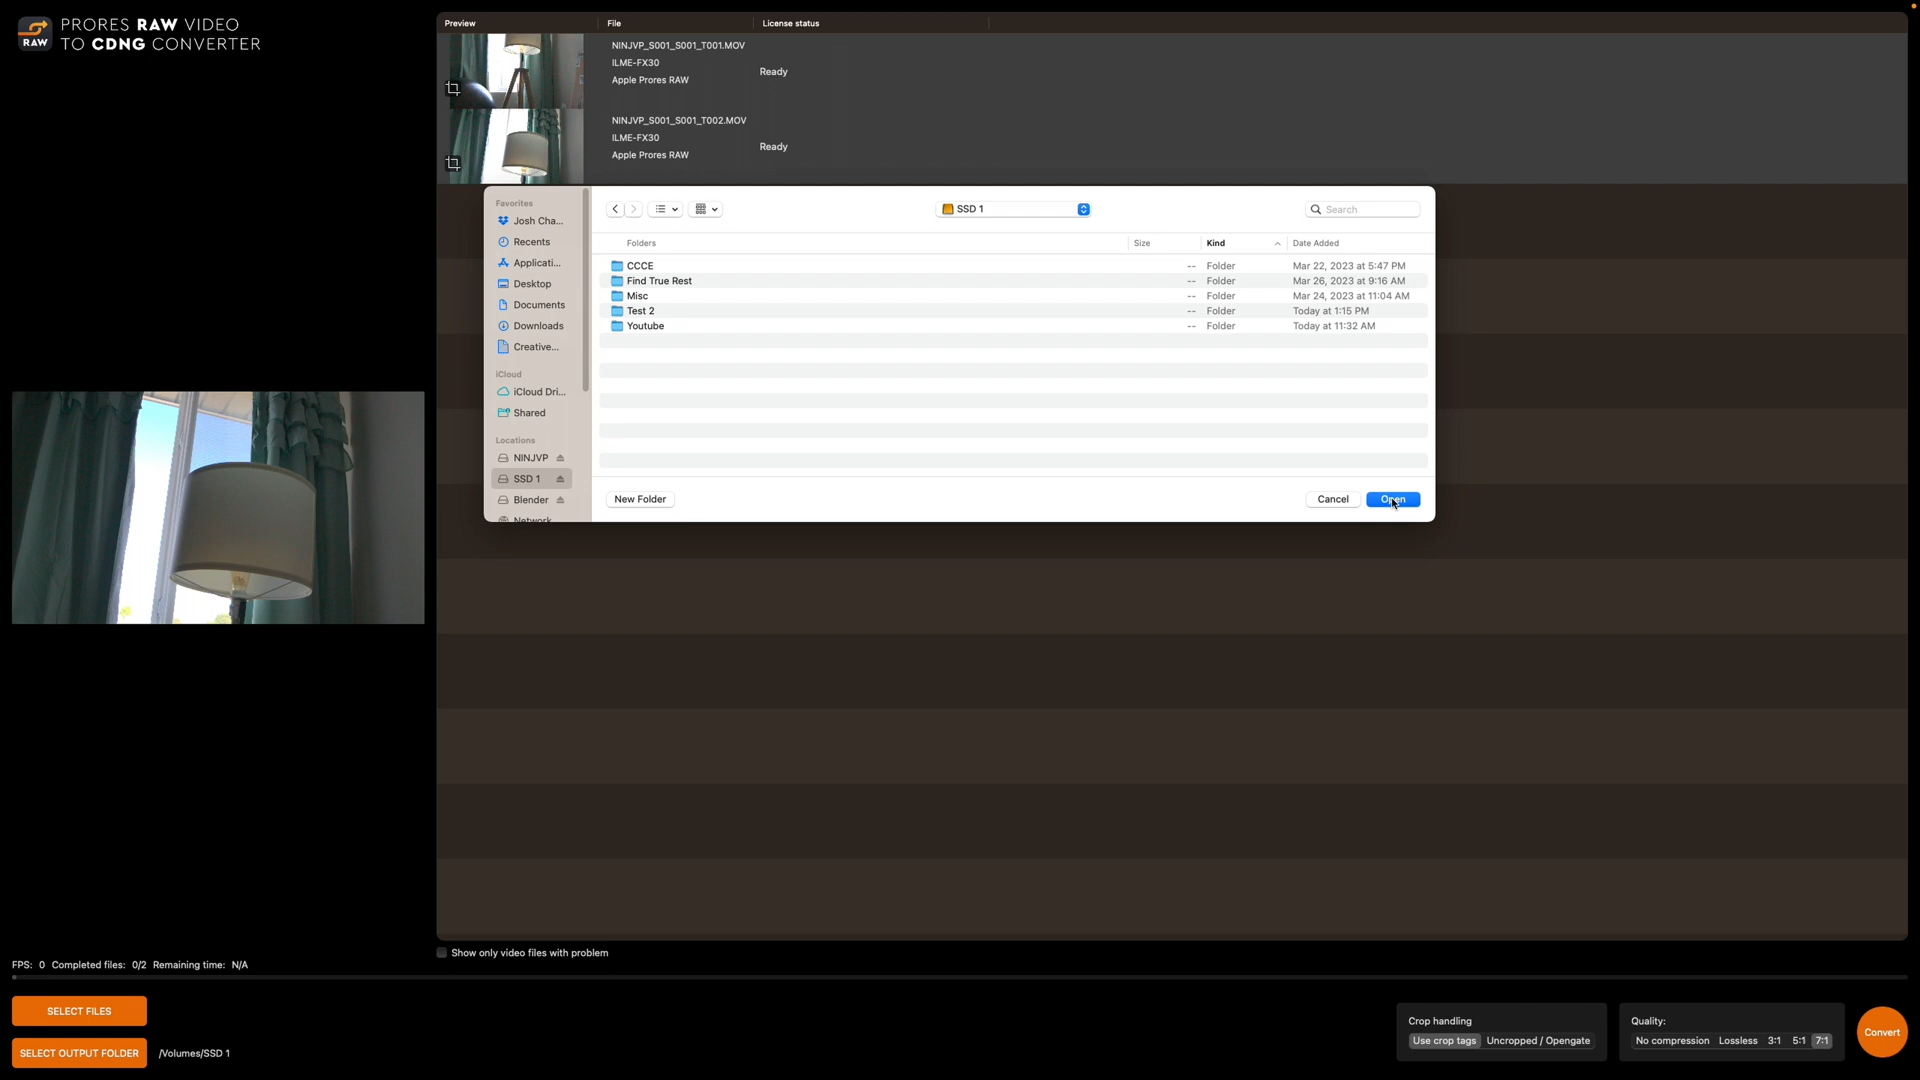 PRORES RAW VIDEO
TO CDNG CONVERTER
RAW
Preview
File
License status
NINJVP_S001_S001_T001.MOV
ILME-FX30
Apple Prores RAW
Ready
NINJVP_S001_S001_T002.MOV
ILME-FX30
Apple Prores RAW
Ready
Favorites
Josh Cha...
Recents
Applicati...
Desktop
Documents
Downloads
Creative...
iCloud
iCloud Dri...
Shared
Locations
NINJVP
SSD 1
Blender
Network
SSD 1
Search
Folders
Size
Kind
Date Added
CCCE -- Folder Mar 22, 2023 at 5:47 PM
Find True Rest -- Folder Mar 26, 2023 at 9:16 AM
Misc -- Folder Mar 24, 2023 at 11:04 AM
Test 2 -- Folder Today at 1:15 PM
Youtube -- Folder Today at 11:32 AM
New Folder
Cancel
Open
Show only video files with problem
FPS: 0 Completed files: 0/2 Remaining time: N/A
SELECT FILES
SELECT OUTPUT FOLDER
/Volumes/SSD 1
Crop handling
Use crop tags
Uncropped / Opengate
Quality:
No compression Lossless 3:1 5:1 7:1
Convert